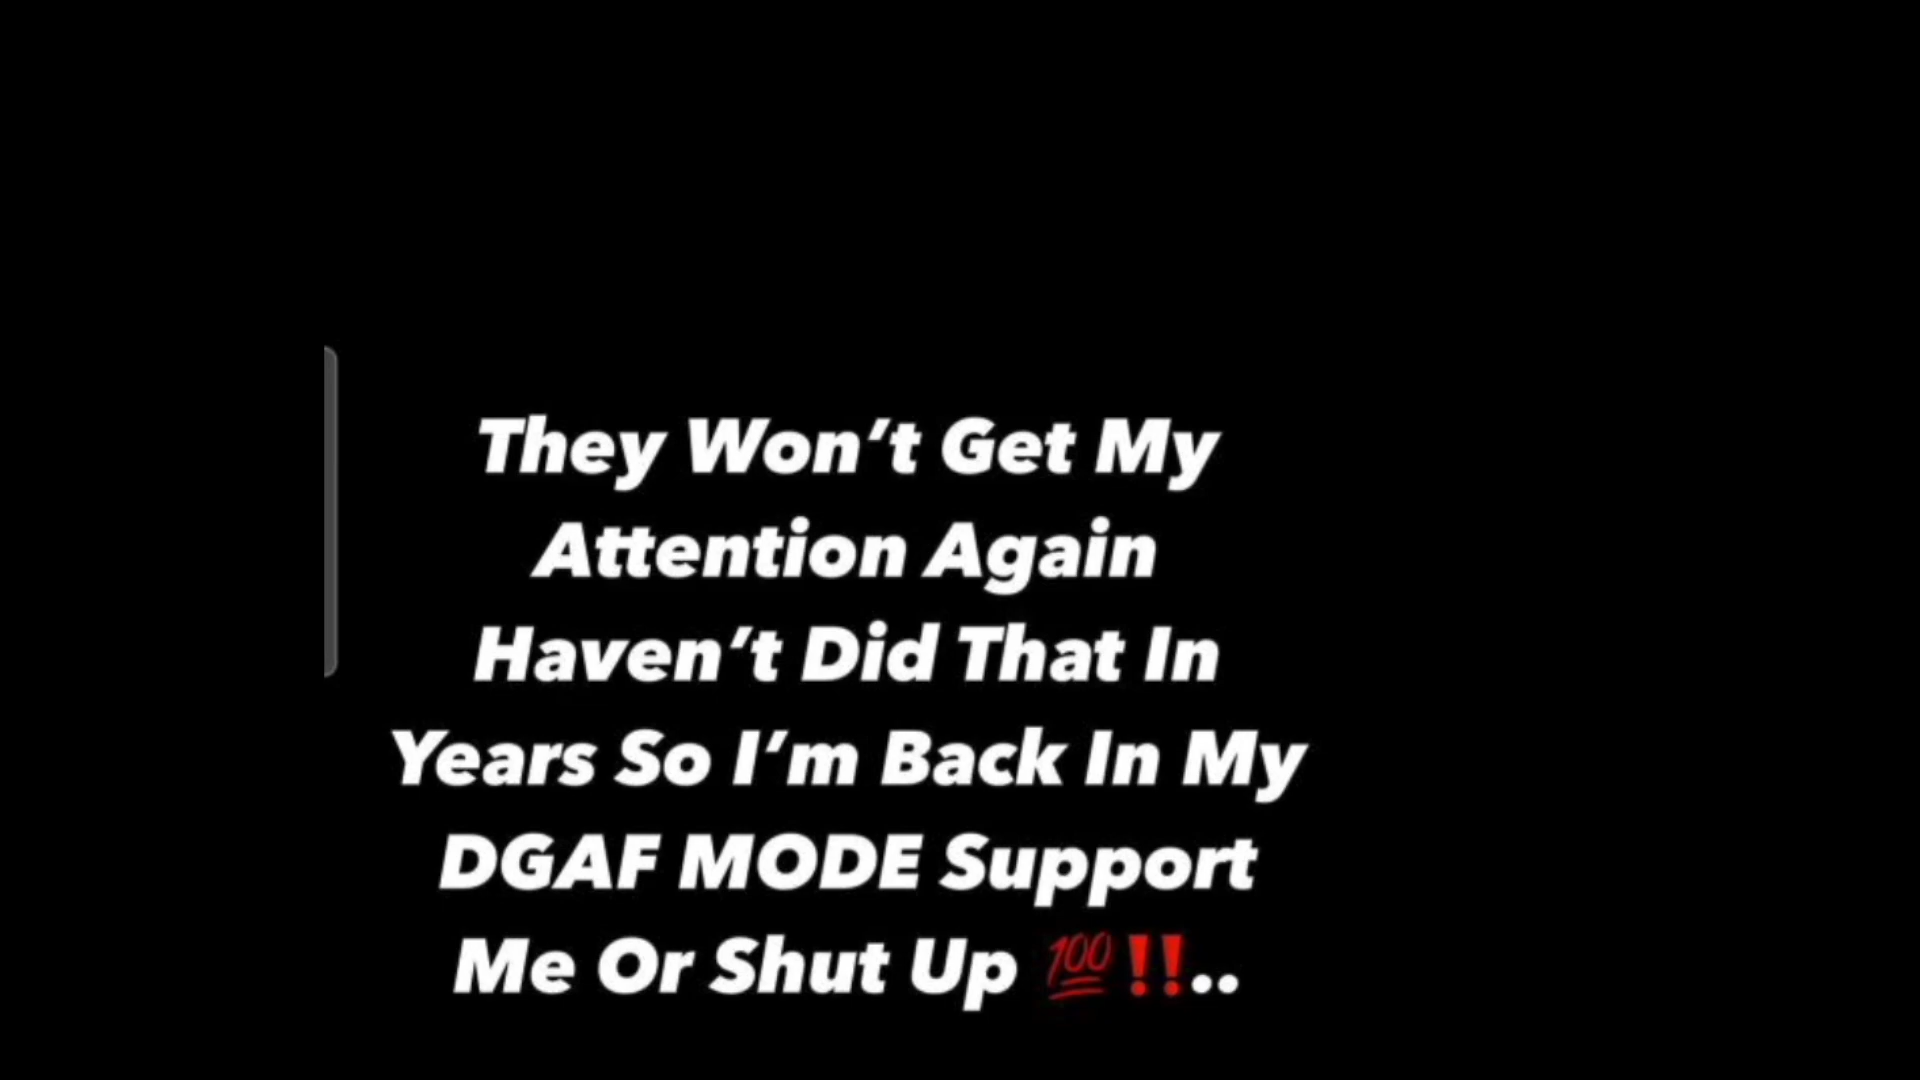 They Won’t Get My
Attention Again
Haven’t Did That In
Years So I’m Back In My
DGAF MODE Support
Me Or Shut Up 💯‼️..